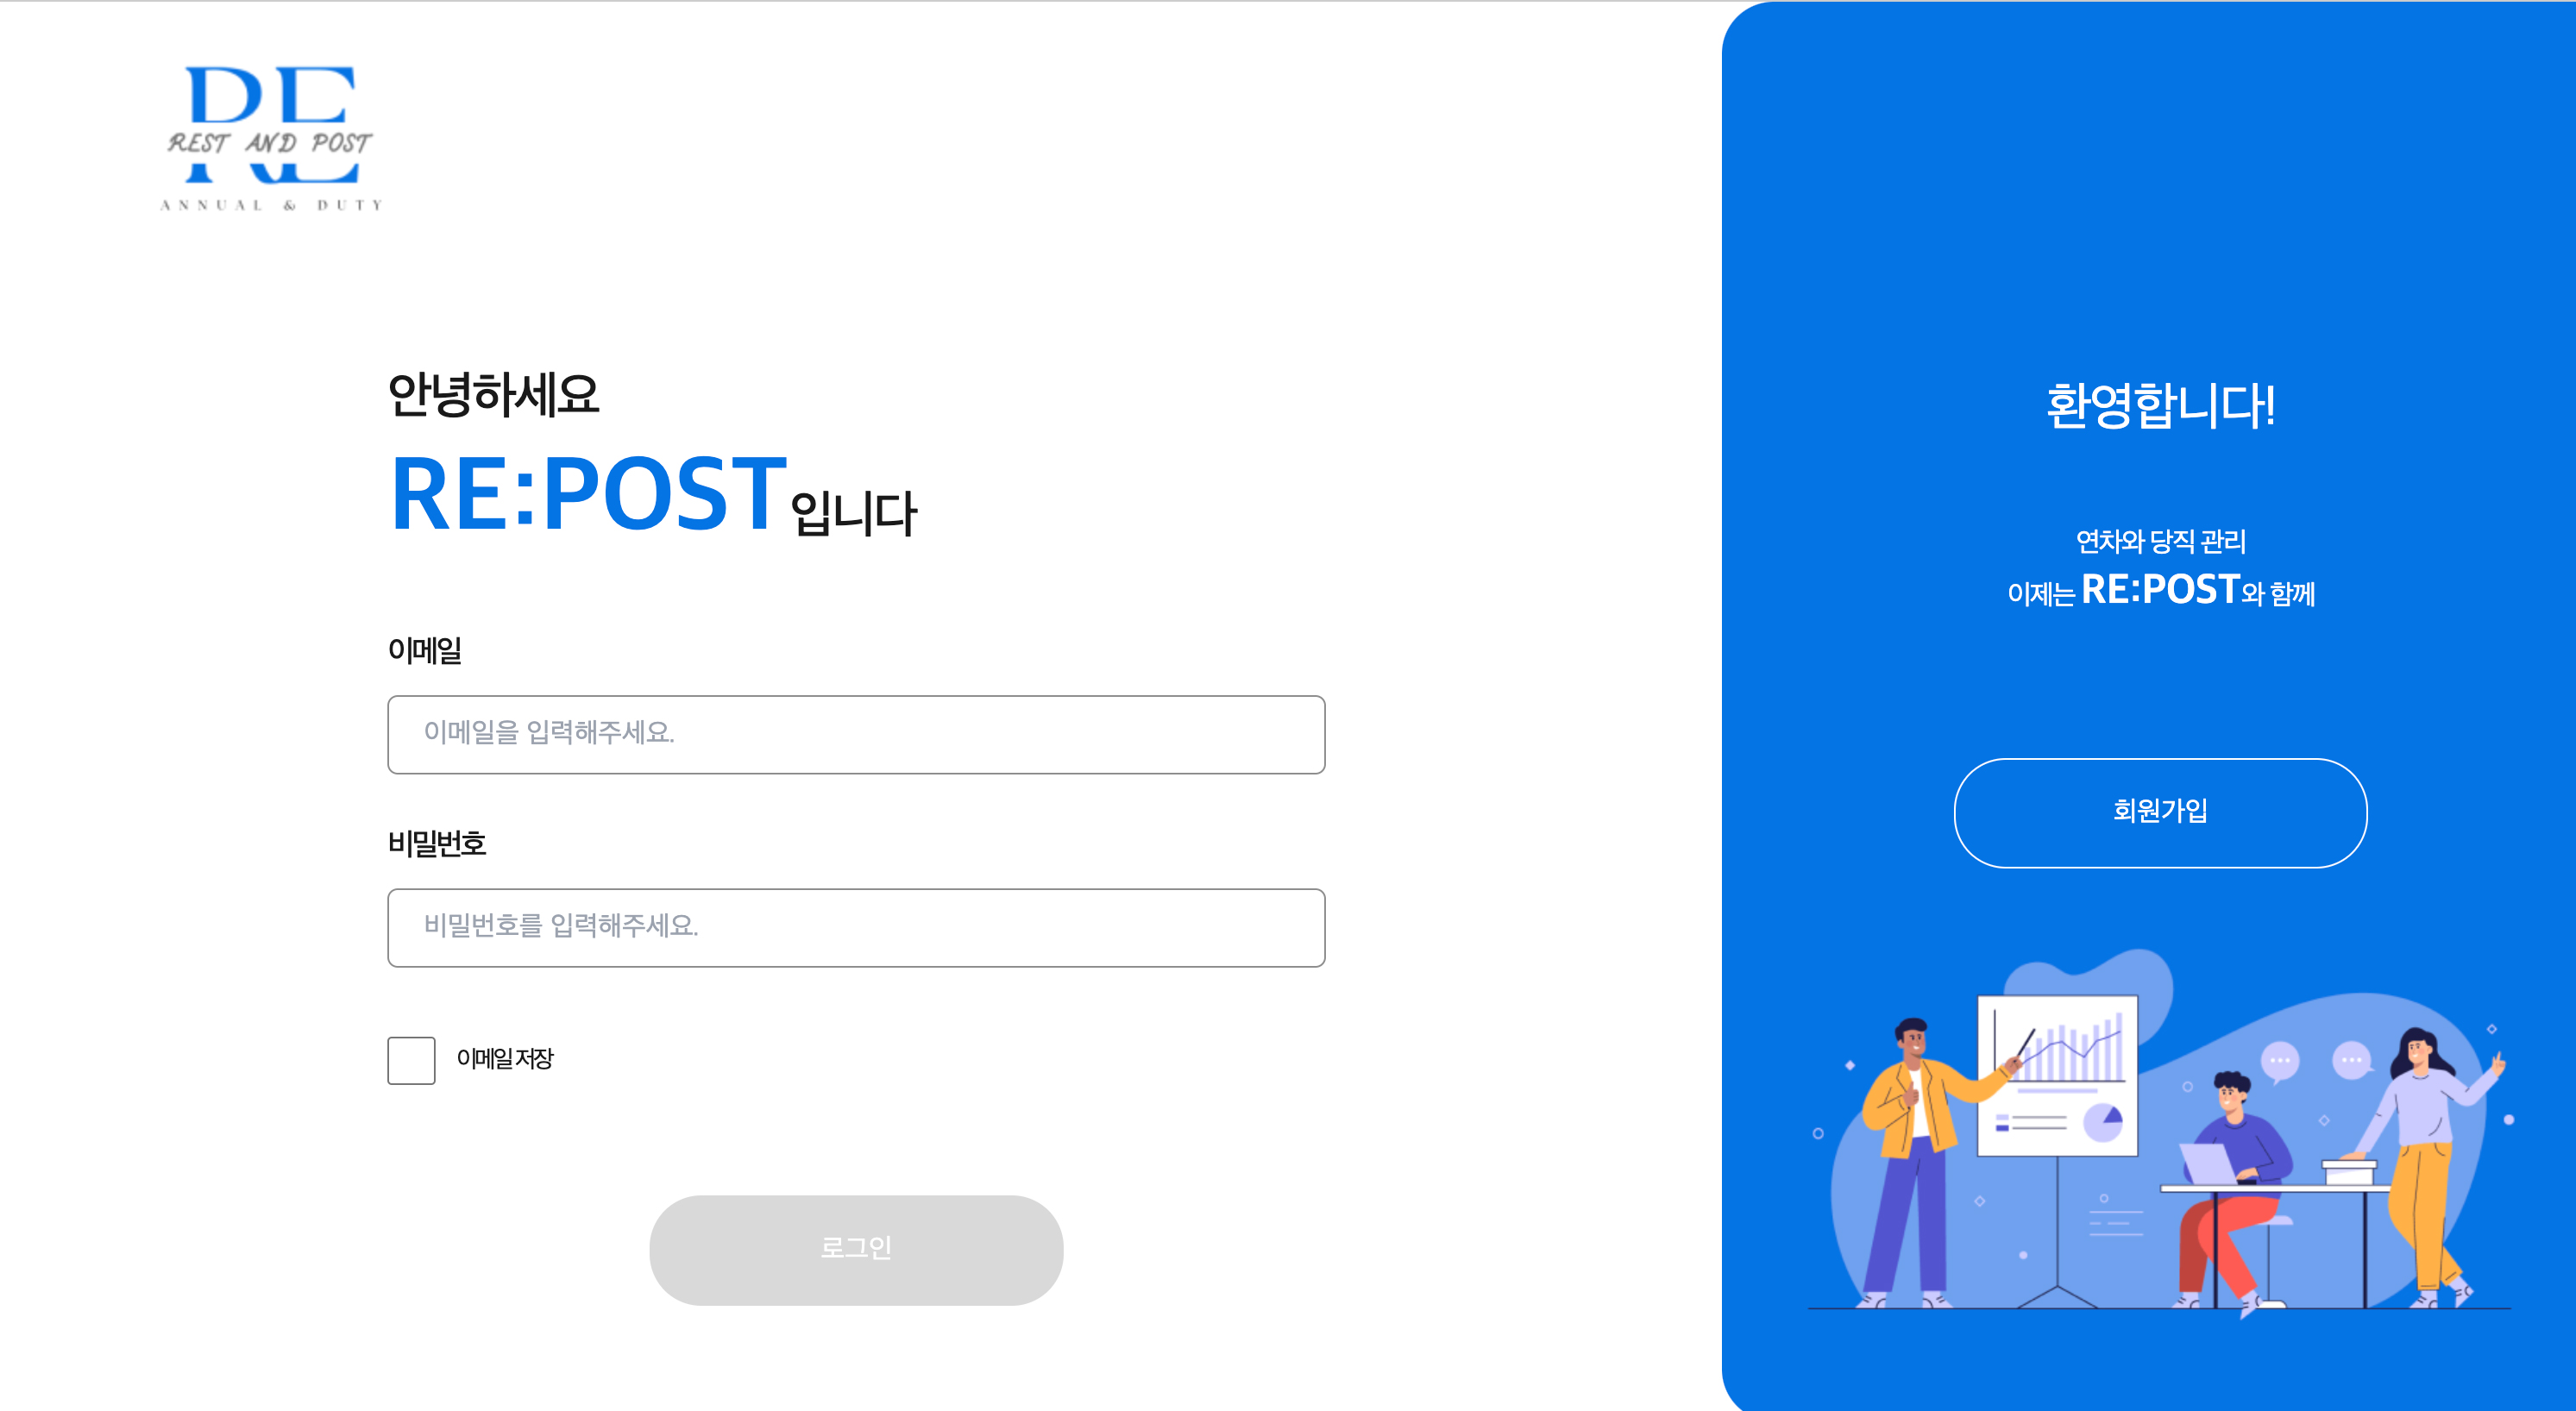 RE
REST AND POST
ANNUAL & DUTY
안녕하세요
RE:POST입니다
이메일
이메일을 입력해주세요.
비밀번호
비밀번호를 입력해주세요.
이메일 저장
로그인
환영합니다!
연차와 당직 관리
이제는 RE:POST와 함께
회원가입